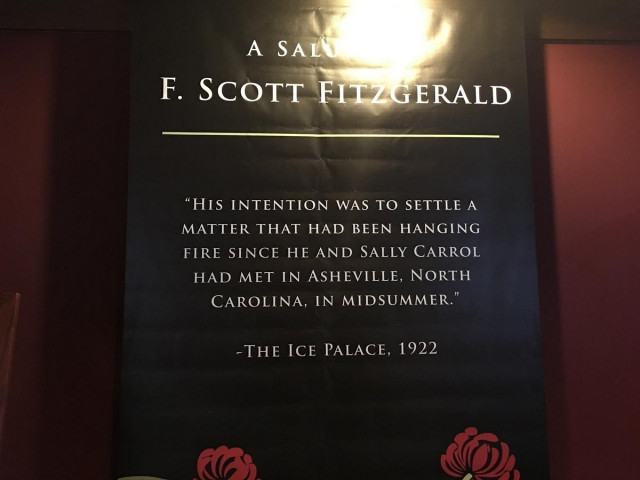 A Sal
F. Scott Fitzgerald
“His intention was to settle a
matter that had been hanging
fire since he and Sally Carrol
had met in Asheville, North
Carolina, in midsummer."
-The Ice Palace, 1922